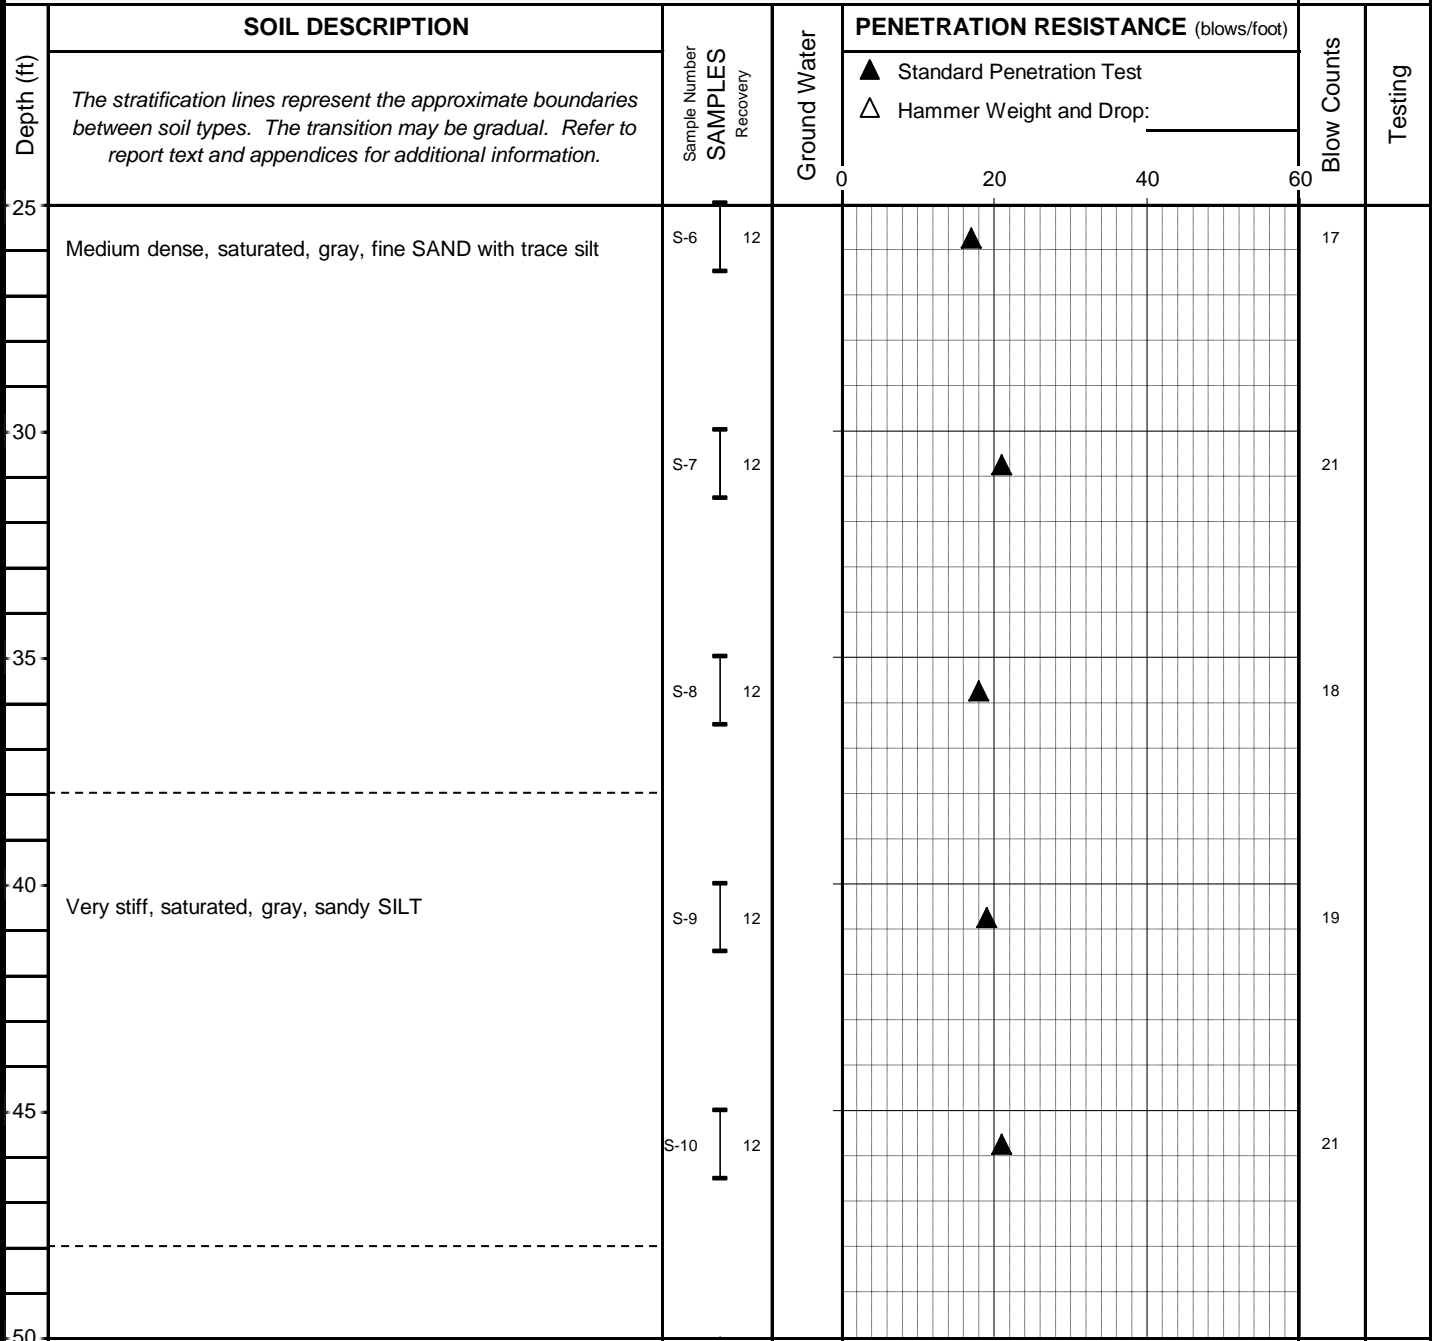 Depth (ft)
SOIL DESCRIPTION
The stratification lines represent the approximate boundaries
between soil types. The transition may be gradual. Refer to
report text and appendices for additional information.
Sample Number
SAMPLES
Recovery
Ground Water
PENETRATION RESISTANCE (blows/foot)
▲ Standard Penetration Test
△ Hammer Weight and Drop:
0 20 40 60
Blow Counts
Testing
25
Medium dense, saturated, gray, fine SAND with trace silt
S-6 12 17
30
S-7 12 21
35
S-8 12 18
40
Very stiff, saturated, gray, sandy SILT
S-9 12 19
45
S-10 12 21
50